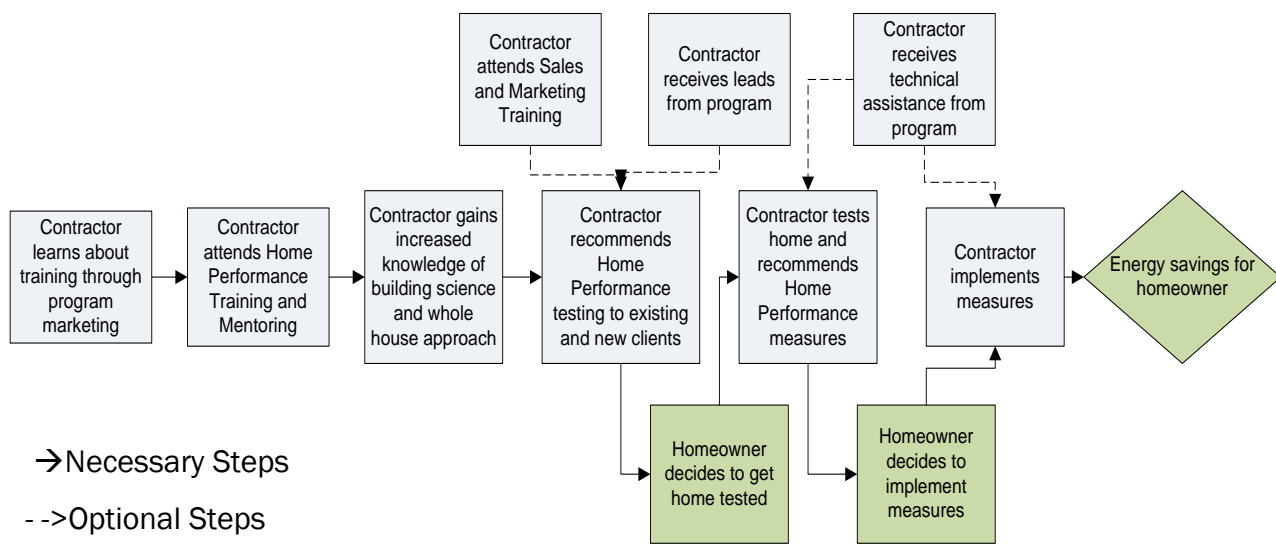 Contractor
attends Sales
and Marketing
Training
Contractor
receives leads
from program
Contractor
receives
technical
assistance from
program
Contractor
learns about
training through
program
marketing
Contractor
attends Home
Performance
Training and
Mentoring
Contractor gains
increased
knowledge of
building science
and whole
house approach
Contractor
recommends
Home
Performance
testing to existing
and new clients
Contractor tests
home and
recommends
Home
Performance
measures
Contractor
implements
measures
Energy savings for
homeowner
Homeowner
decides to get
home tested
Homeowner
decides to
implement
measures
→Necessary Steps
- ->Optional Steps